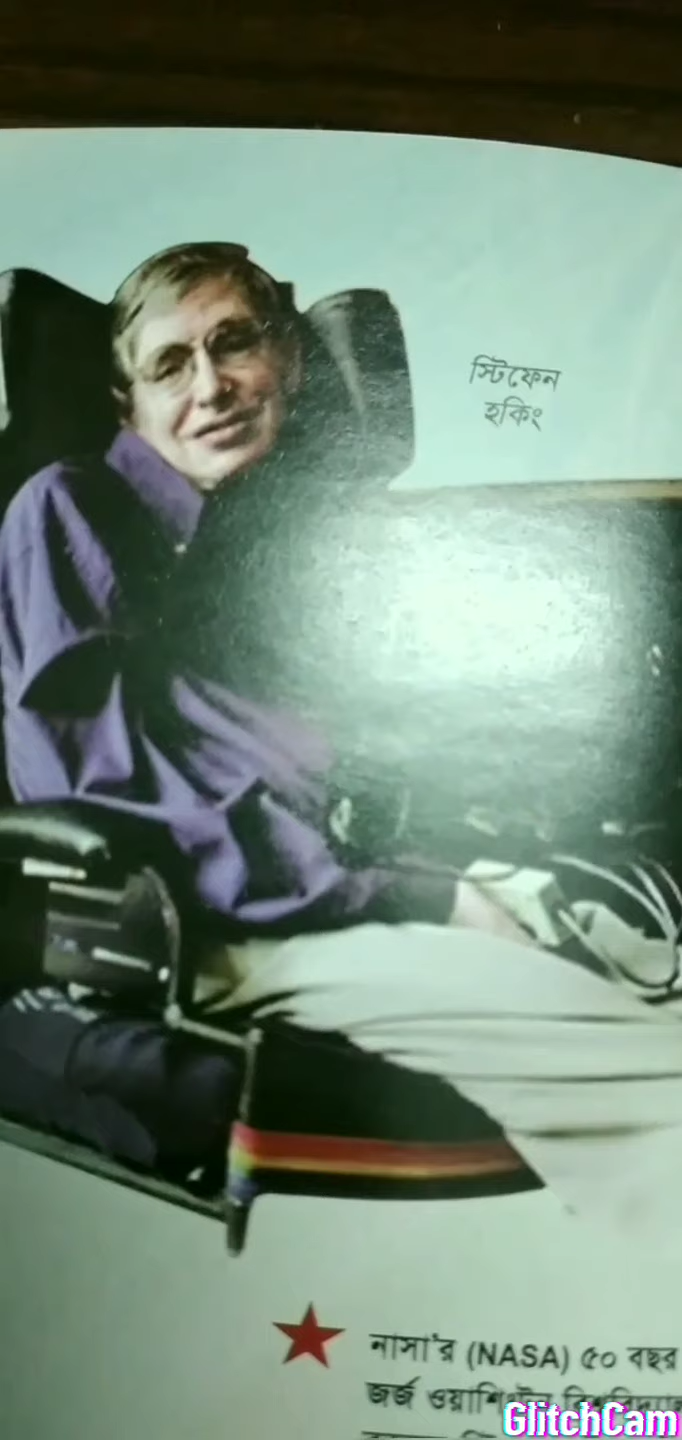 স্টিফেন
হকিং
নাসা'র (NASA) ৫০ বছর
জর্জ ওয়াশিংটন
GlitchCam